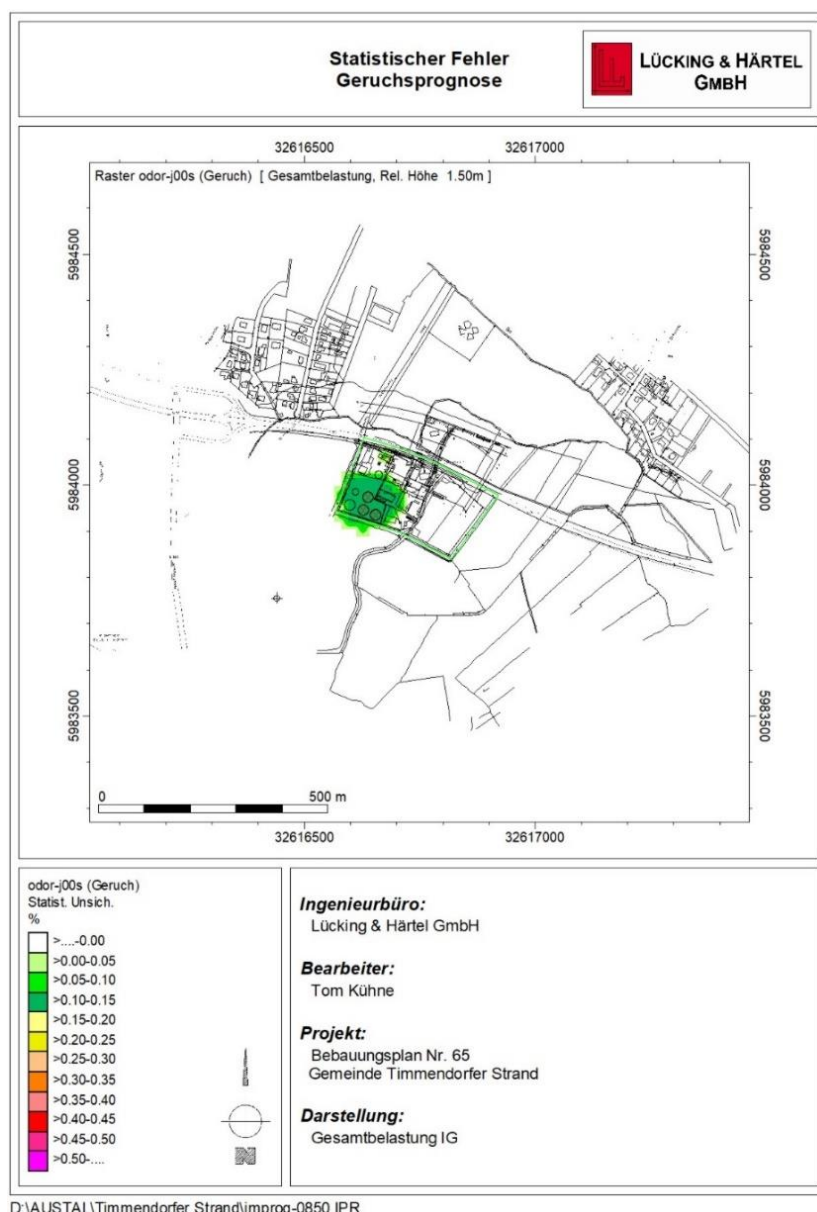 Statistischer Fehler
Geruchsprognose
LÜCKING & HÄRTEL
GMBH
32616500 32617000
Raster odor-j00s (Geruch) [ Gesamtbelastung, Rel. Höhe 1.50m ]
5984500 5984500
5984000 5984000
5983500 5983500
0 500 m
32616500 32617000
odor-j00s (Geruch)
Statist. Unsich.
%
>....-0.00
>0.00-0.05
>0.05-0.10
>0.10-0.15
>0.15-0.20
>0.20-0.25
>0.25-0.30
>0.30-0.35
>0.35-0.40
>0.40-0.45
>0.45-0.50
>0.50-....
N
Ingenieurbüro:
Lücking & Härtel GmbH
Bearbeiter:
Tom Kühne
Projekt:
Bebauungsplan Nr. 65
Gemeinde Timmendorfer Strand
Darstellung:
Gesamtbelastung IG
D:\AUSTAL\Timmendorfer Strand\improg-0850.IPR